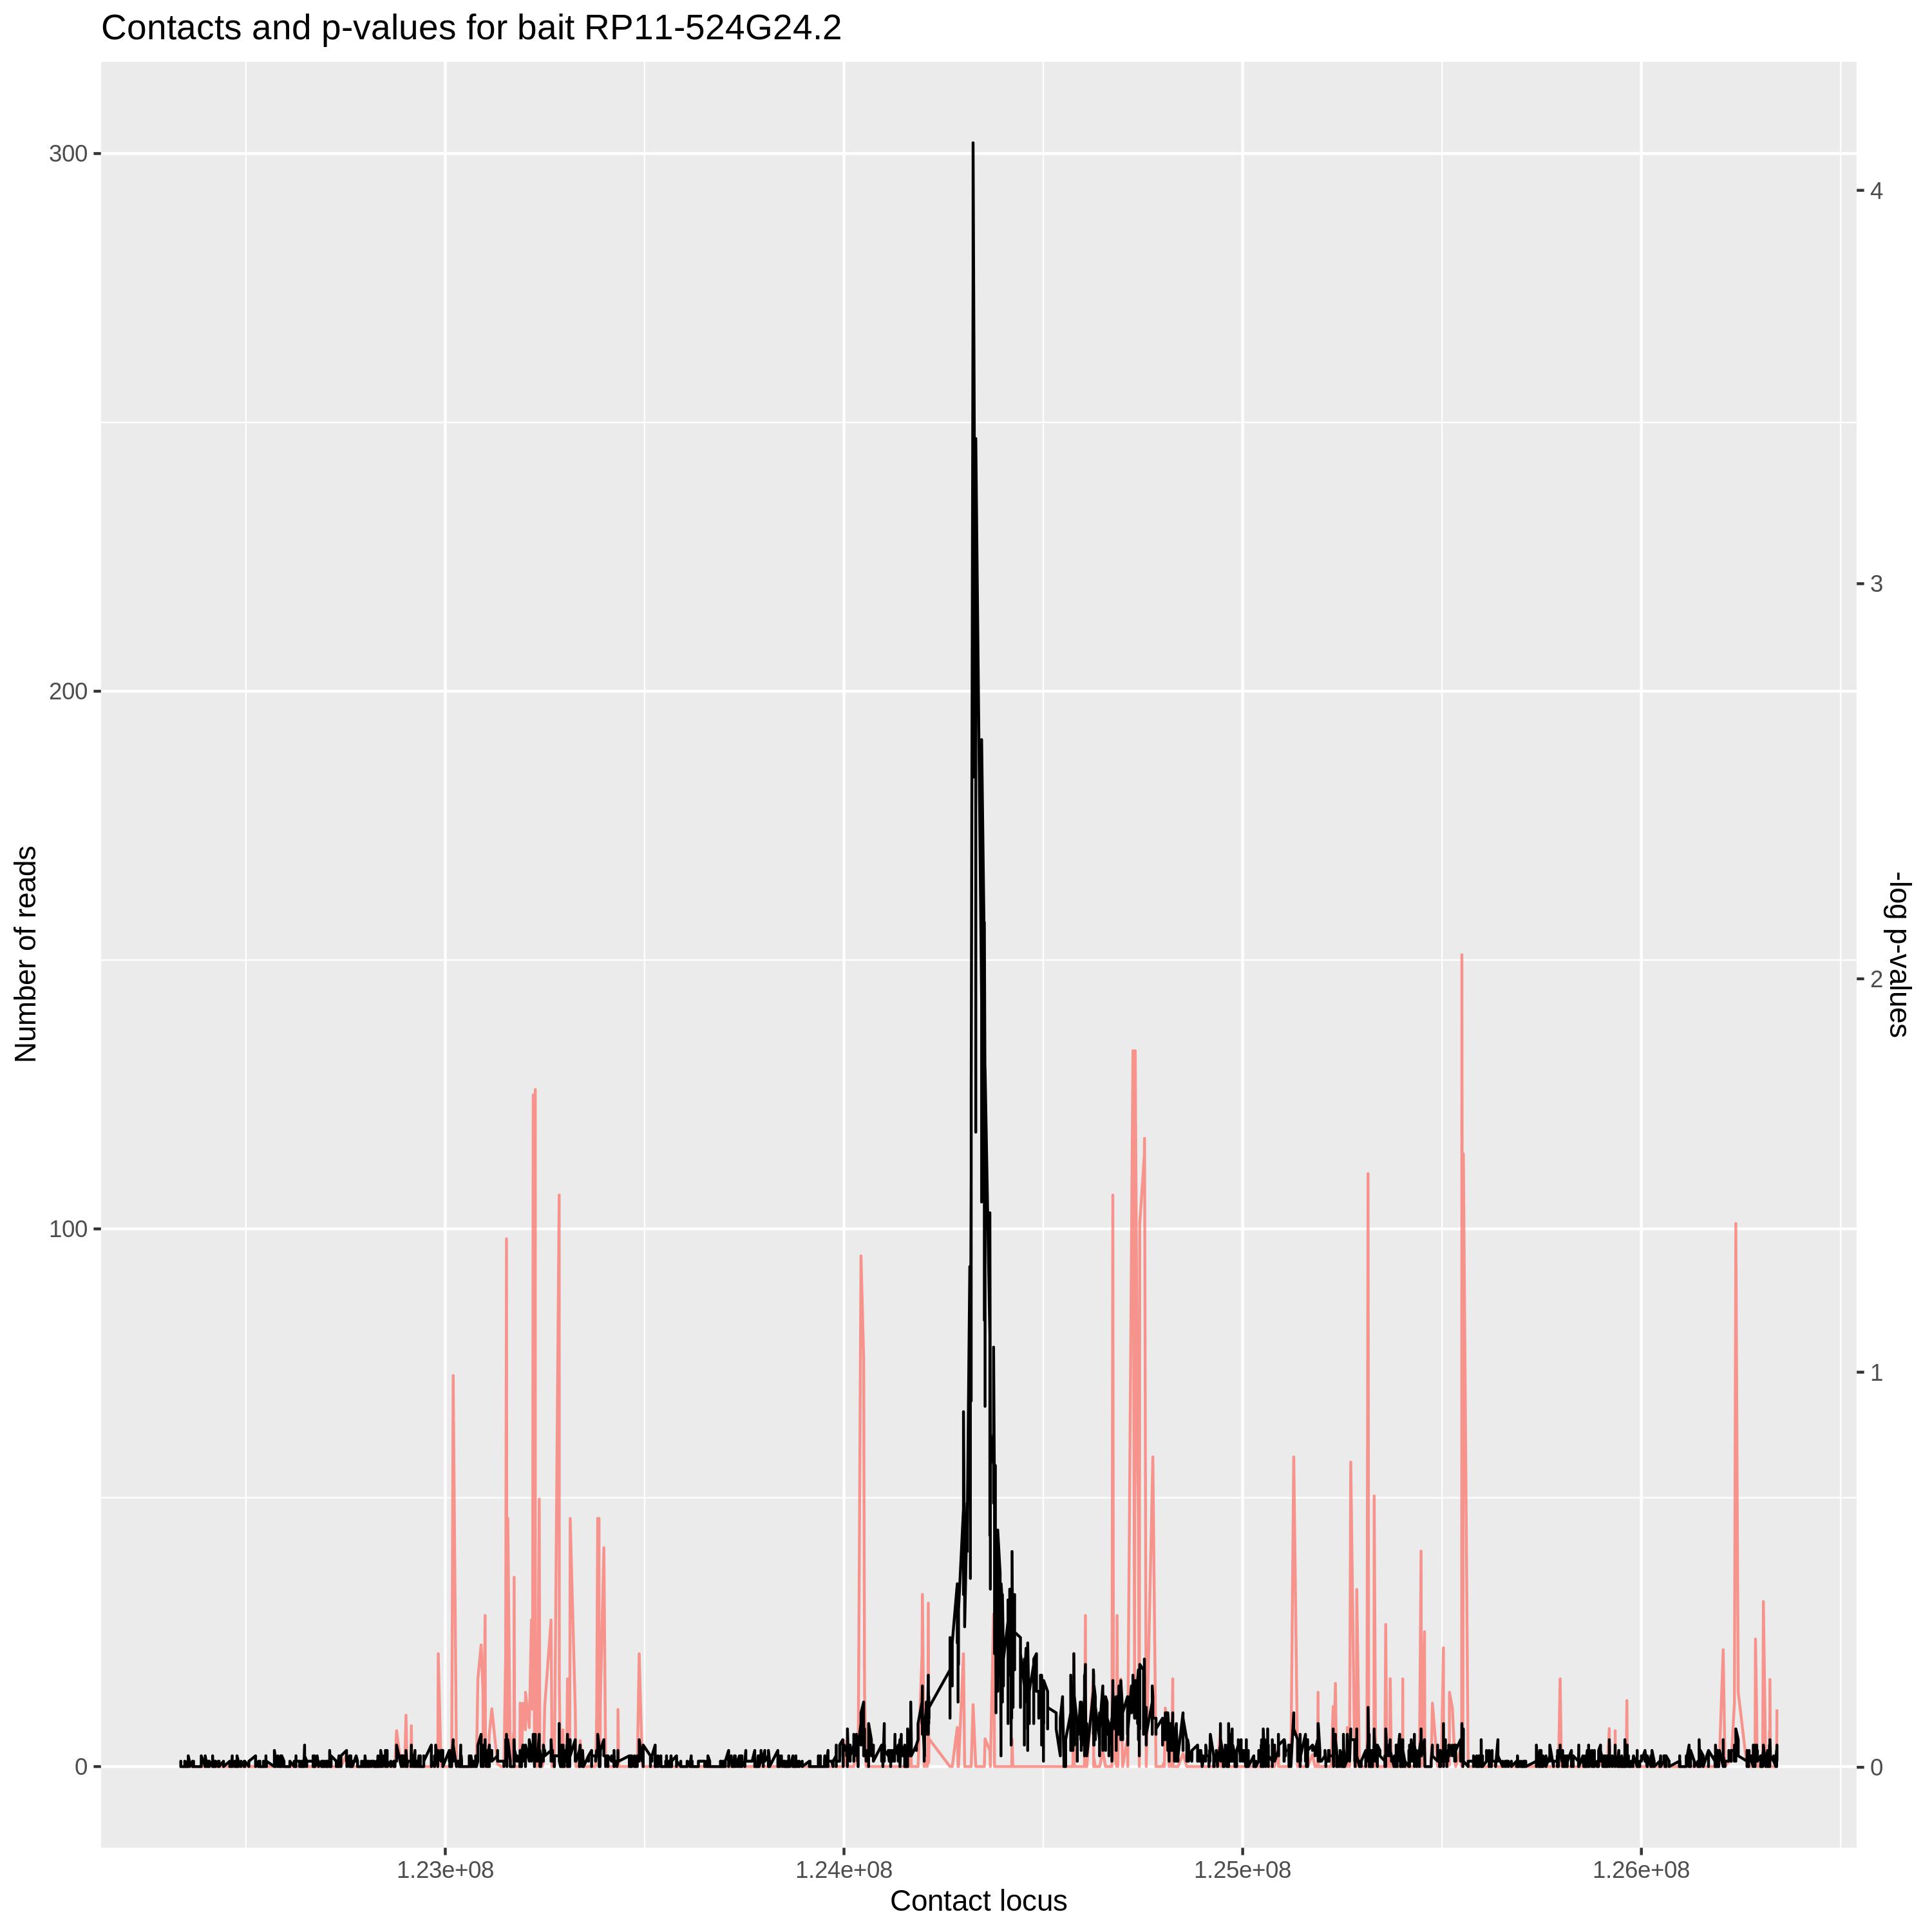 Contacts and p-values for bait RP11-524G24.2
Number of reads
300
200
100
0
4
3
2
1
0
-log p-values
1.23e+08
1.24e+08
1.25e+08
1.26e+08
Contact locus